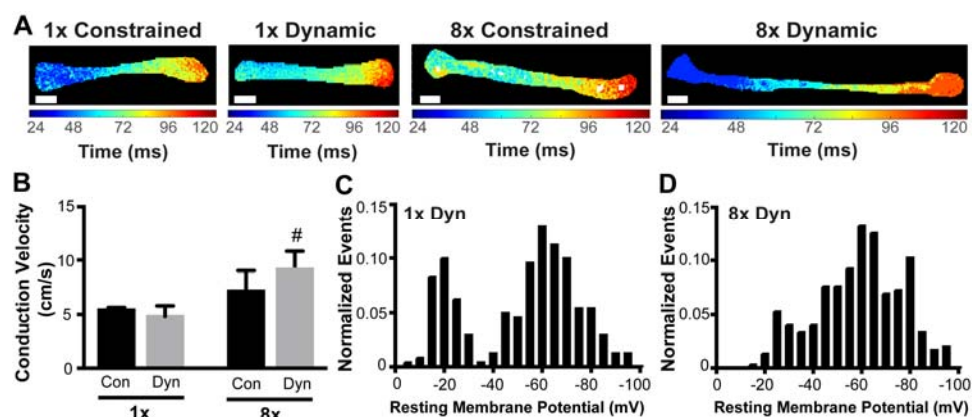 A
1x Constrained
1x Dynamic
8x Constrained
8x Dynamic
24 48 72 96 120
24 48 72 96 120
24 48 72 96 120
24 48 72 96 120
Time (ms)
Time (ms)
Time (ms)
Time (ms)
B
Conduction Velocity
(cm/s)
15
10
5
0
#
Con Dyn Con Dyn
1x 8x
C
1x Dyn
Normalized Events
0.15
0.10
0.05
0
0 -20 -40 -60 -80 -100
Resting Membrane Potential (mV)
D
8x Dyn
Normalized Events
0.15
0.10
0.05
0
0 -20 -40 -60 -80 -100
Resting Membrane Potential (mV)